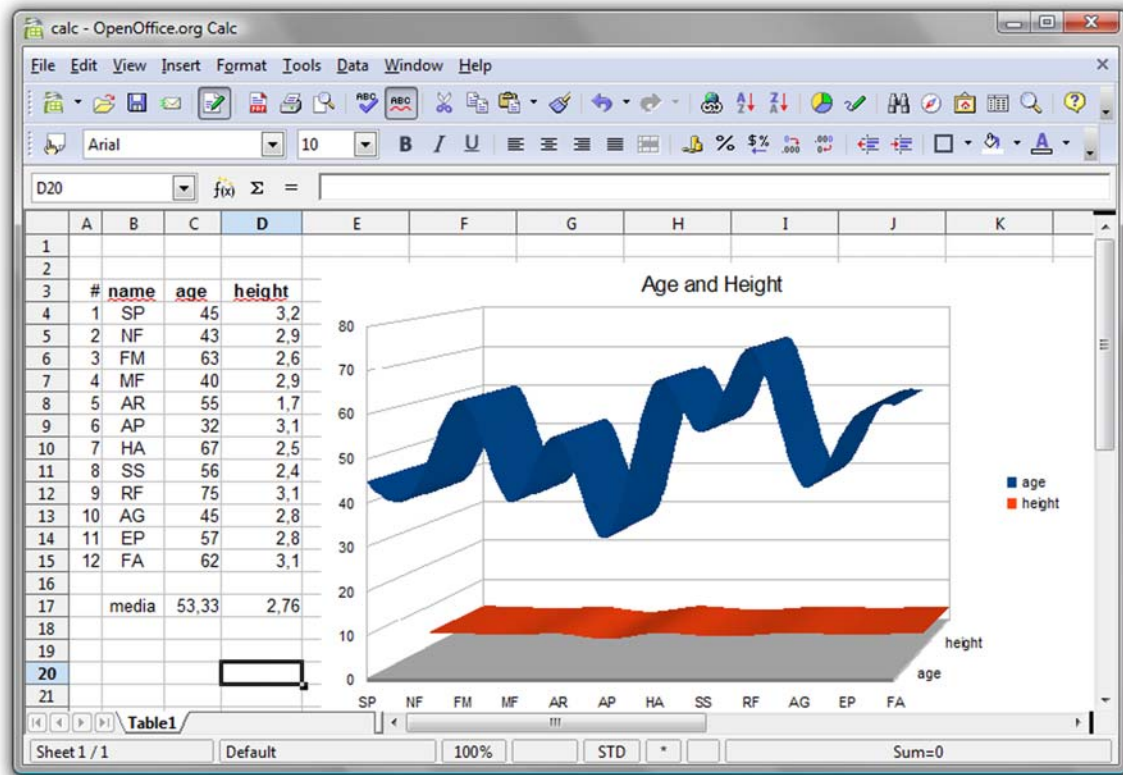 calc - OpenOffice.org Calc
File Edit View Insert Format Tools Data Window Help
Arial 10 B I U
D20 f(x) Σ =
A B C D E F G H I J K
1
2
3 # name age height
4 1 SP 45 3,2
5 2 NF 43 2,9
6 3 FM 63 2,6
7 4 MF 40 2,9
8 5 AR 55 1,7
9 6 AP 32 3,1
10 7 HA 67 2,5
11 8 SS 56 2,4
12 9 RF 75 3,1
13 10 AG 45 2,8
14 11 EP 57 2,8
15 12 FA 62 3,1
16
17 media 53,33 2,76
18
19
20
21
Age and Height
80
70
60
50
40
30
20
10
0
SP NF FM MF AR AP HA SS RF AG EP FA
height
age
age
height
Table1
Sheet 1 / 1 Default 100% STD * Sum=0